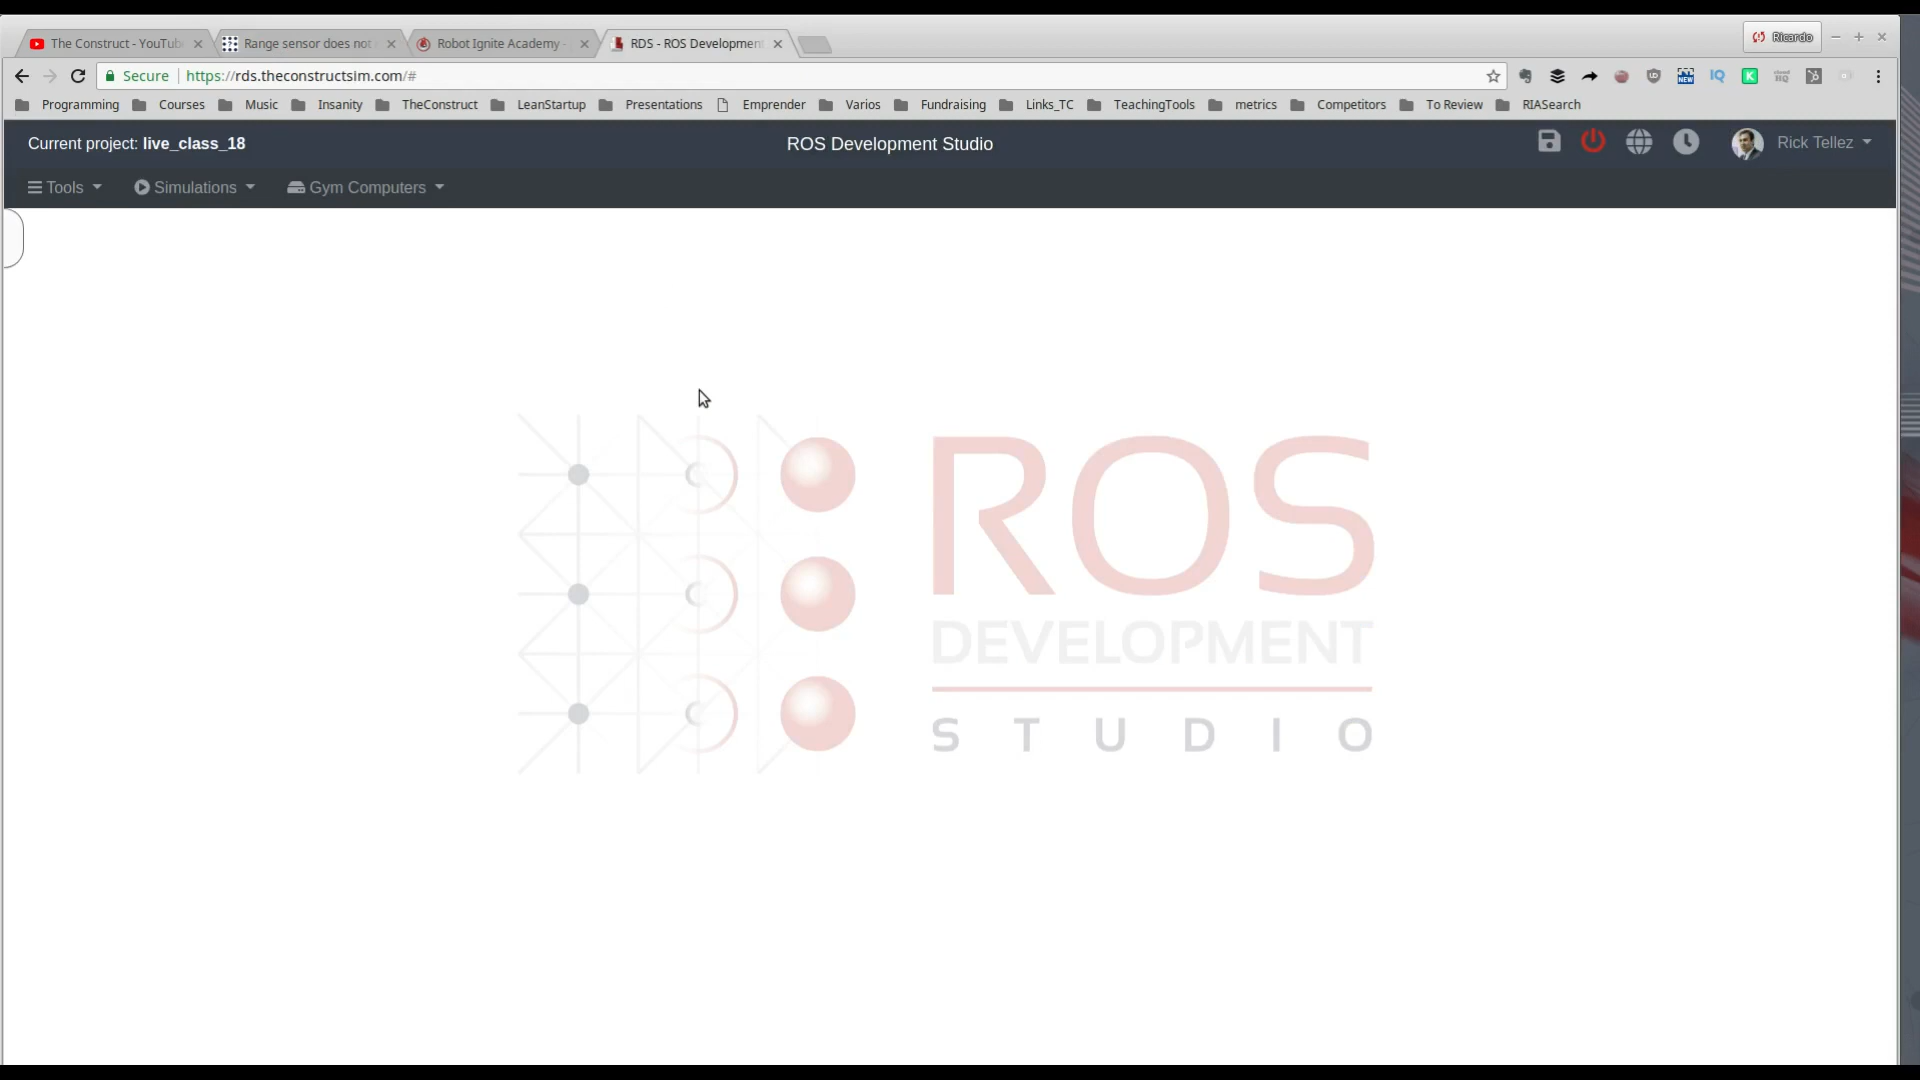 The Construct - YouTub
Range sensor does not
Robot Ignite Academy -
RDS - ROS Development
Ricardo
Secure
https://rds.theconstructsim.com/#
Programming
Courses
Music
Insanity
TheConstruct
LeanStartup
Presentations
Emprender
Varios
Fundraising
Links_TC
TeachingTools
metrics
Competitors
To Review
RIASearch
Current project: live_class_18
ROS Development Studio
Rick Tellez
Tools
Simulations
Gym Computers
ROS
DEVELOPMENT
STUDIO